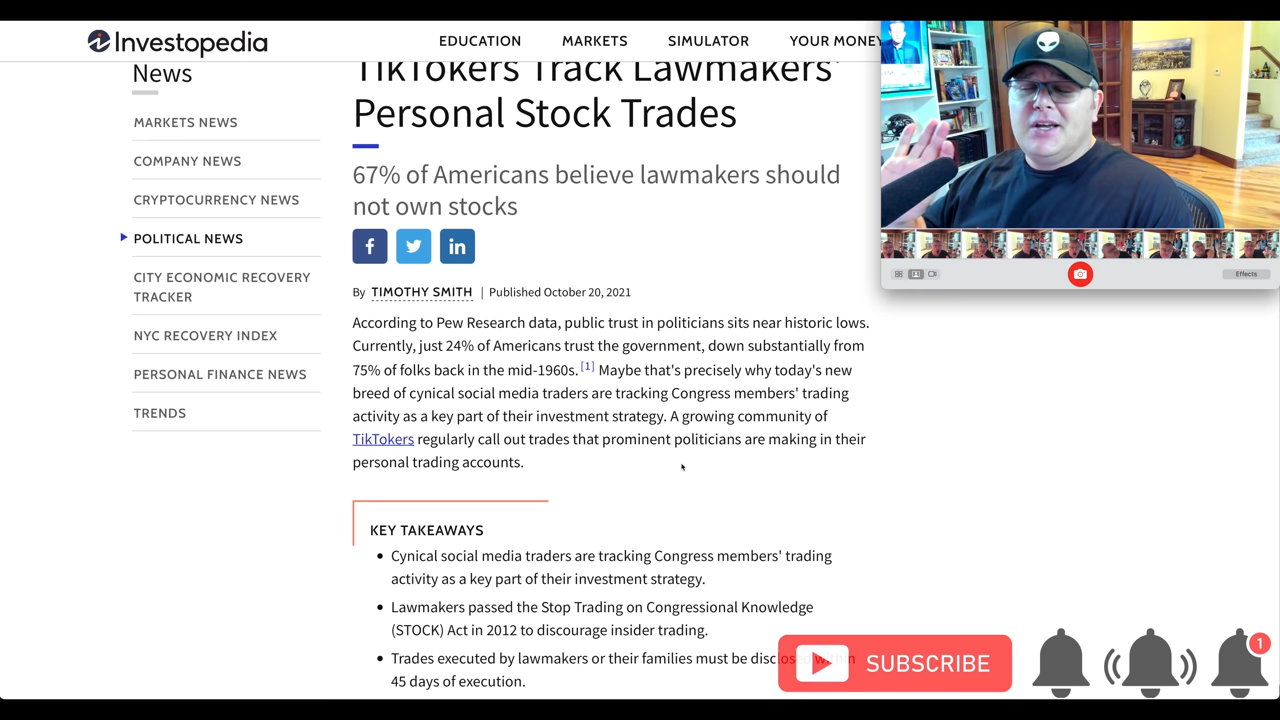 Investopedia
EDUCATION
MARKETS
SIMULATOR
YOUR MONEY
News
MARKETS NEWS
COMPANY NEWS
CRYPTOCURRENCY NEWS
POLITICAL NEWS
CITY ECONOMIC RECOVERY
TRACKER
NYC RECOVERY INDEX
PERSONAL FINANCE NEWS
TRENDS
TikTokers Track Lawmakers'
Personal Stock Trades
67% of Americans believe lawmakers should
not own stocks
By TIMOTHY SMITH | Published October 20, 2021
According to Pew Research data, public trust in politicians sits near historic lows.
Currently, just 24% of Americans trust the government, down substantially from
75% of folks back in the mid-1960s. [1] Maybe that's precisely why today's new
breed of cynical social media traders are tracking Congress members' trading
activity as a key part of their investment strategy. A growing community of
TikTokers regularly call out trades that prominent politicians are making in their
personal trading accounts.
KEY TAKEAWAYS
Cynical social media traders are tracking Congress members' trading
activity as a key part of their investment strategy.
Lawmakers passed the Stop Trading on Congressional Knowledge
(STOCK) Act in 2012 to discourage insider trading.
Trades executed by lawmakers or their families must be disclosed within
45 days of execution.
Effects
SUBSCRIBE
1